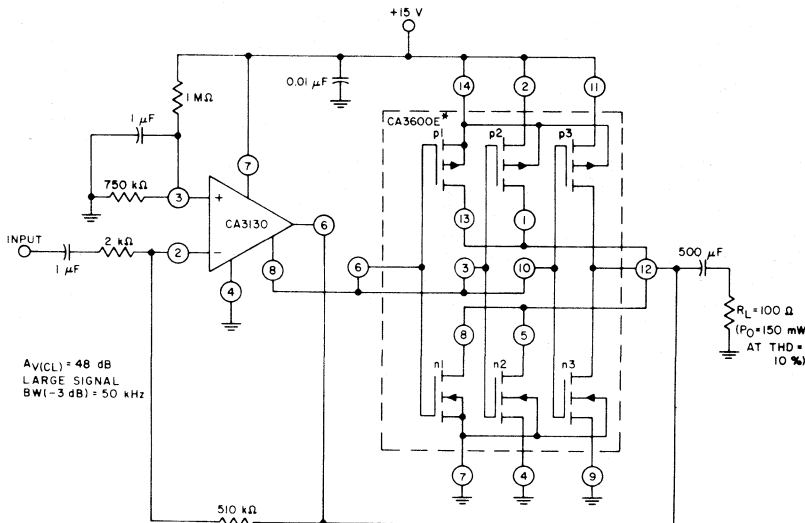 +15 V
0.01 µF
1 MΩ
1 µF
14
2
11
CA3600E*
p1
p2
p3
7
750 kΩ
3
+
CA3130
6
13
1
INPUT
2 kΩ
2
−
8
1 µF
4
6
3
10
12
500 µF
8
5
RL=100 Ω
(PO=150 mW
AT THD=
10 %)
AV(CL) = 48 dB
LARGE SIGNAL
BW(-3 dB) = 50 kHz
n1
n2
n3
7
4
9
510 kΩ